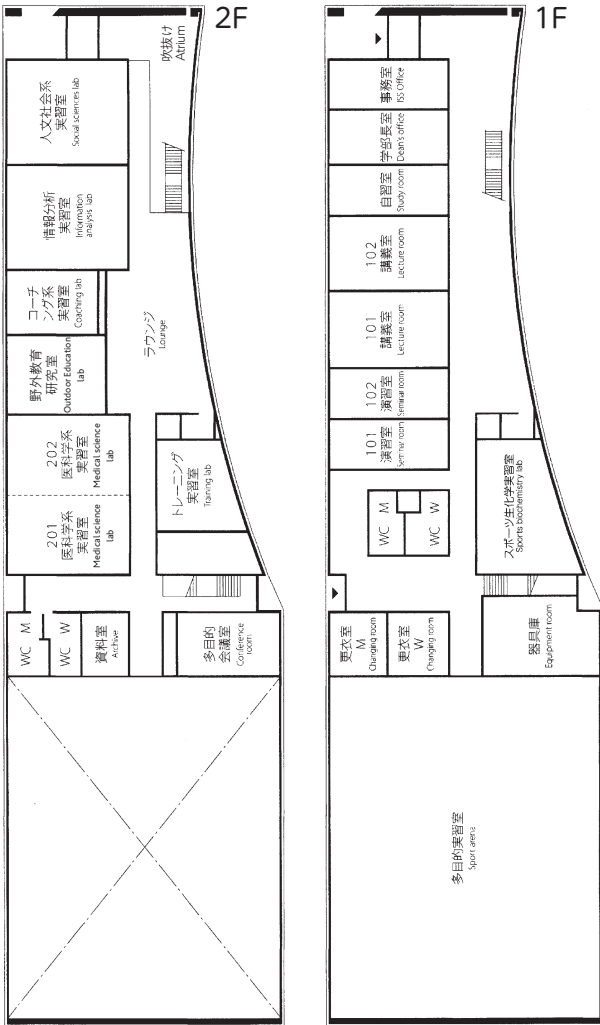 2F
吹抜け
Atrium
人文社会系
実習室
Social sciences lab
情報分析
実習室
Information
analysis lab
コーチ
ング系
実習室
Coaching lab
ラウンジ
Lounge
野外教育
研究室
Outdoor Education
lab
202
医科学系
実習室
Medical science
lab
201
医科学系
実習室
Medical science
lab
トレーニング
実習室
Training lab
WC M
WC W
資料室
Archive
多目的
会議室
Conference
room
1F
事務室
ISS Office
学部長室
Dean's office
自習室
Study room
102
講義室
Lecture room
101
講義室
Lecture room
102
演習室
Seminar room
101
演習室
Seminar room
WC M
WC W
スポーツ生化学実習室
Sports biochemistry lab
更衣室
M
Changing room
更衣室
W
Changing room
器具庫
Equipment room
多目的実習室
Sport arena